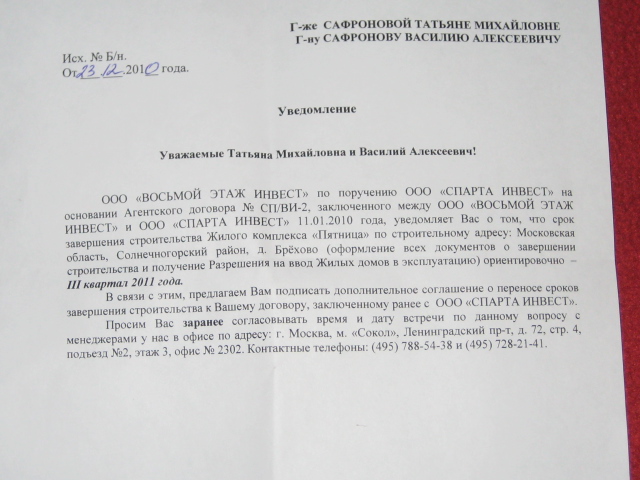 Г-же САФРОНОВОЙ ТАТЬЯНЕ МИХАЙЛОВНЕ
Г-ну САФРОНОВУ ВАСИЛИЮ АЛЕКСЕЕВИЧУ
Исх. № Б/н.
От 23.12.2010 года.
Уведомление
Уважаемые Татьяна Михайловна и Василий Алексеевич!
ООО «ВОСЬМОЙ ЭТАЖ ИНВЕСТ» по поручению ООО «СПАРТА ИНВЕСТ» на
основании Агентского договора № СП/ВИ-2, заключенного между ООО «ВОСЬМОЙ ЭТАЖ
ИНВЕСТ» и ООО «СПАРТА ИНВЕСТ» 11.01.2010 года, уведомляет Вас о том, что срок
завершения строительства Жилого комплекса «Пятница» по строительному адресу: Московская
область, Солнечногорский район, д. Брёхово (оформление всех документов о завершении
строительства и получение Разрешения на ввод Жилых домов в эксплуатацию) ориентировочно –
III квартал 2011 года.
В связи с этим, предлагаем Вам подписать дополнительное соглашение о переносе сроков
завершения строительства к Вашему договору, заключенному ранее с ООО «СПАРТА ИНВЕСТ».
Просим Вас заранее согласовывать время и дату встречи по данному вопросу с
менеджерами у нас в офисе по адресу: г. Москва, м. «Сокол», Ленинградский пр-т, д. 72, стр. 4,
подъезд №2, этаж 3, офис № 2302. Контактные телефоны: (495) 788-54-38 и (495) 728-21-41.